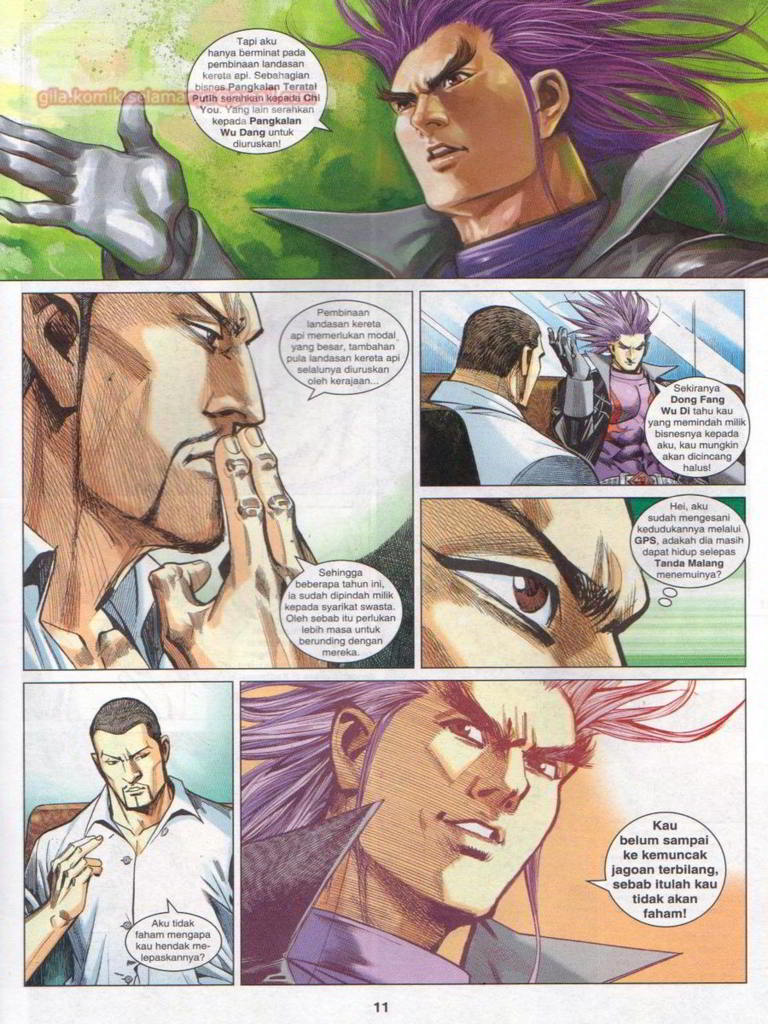 Tapi aku
hanya berminat pada
pembinaan landasan
kereta api. Sebahagian
bisnes Pangkalan Teratai
Putih serahkan kepada Chi
You. Yang lain serahkan
kepada Pangkalan
Wu Dang untuk
diuruskan!
gila.komik.selama
Pembinaan
landasan kereta
api memerlukan modal
yang besar, tambahan
pula landasan kereta api
selalunya diuruskan
oleh kerajaan...
Sekiranya
Dong Fang
Wu Di tahu kau
yang memindah milik
bisnesnya kepada
aku, kau mungkin
akan dicincang
halus!
Sehingga
beberapa tahun ini,
ia sudah dipindah milik
kepada syarikat swasta.
Oleh sebab itu perlukan
lebih masa untuk
berunding dengan
mereka.
Hei, aku
sudah mengesani
kedudukannya melalui
GPS, adakah dia masih
dapat hidup selepas
Tanda Malang
menemuinya?
Aku tidak
faham mengapa
kau hendak me-
lepaskannya?
Kau
belum sampai
ke kemuncak
jagoan terbilang,
sebab itulah kau
tidak akan
faham!
11